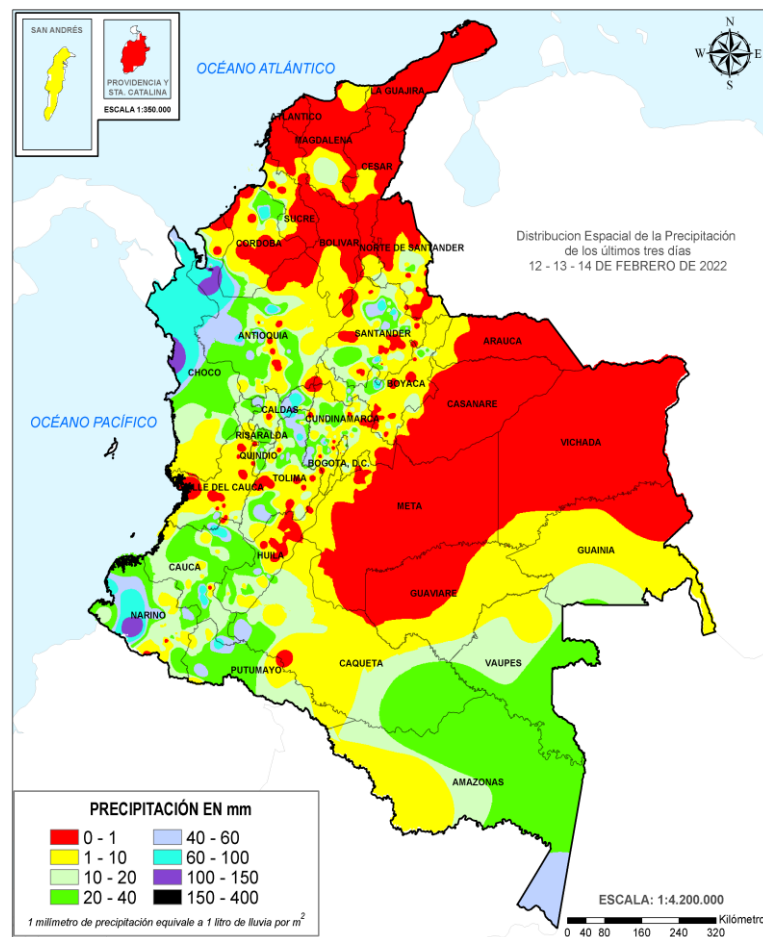 SAN ANDRÉS
PROVIDENCIA Y
STA. CATALINA
ESCALA 1:350.000
OCÉANO ATLÁNTICO
N
W
E
S
LA GUAJIRA
ATLANTICO
MAGDALENA
CESAR
SUCRE
CORDOBA
BOLIVAR
NORTE DE SANTANDER
Distribucion Espacial de la Precipitación
de los últimos tres días
12 - 13 - 14 DE FEBRERO DE 2022
ANTIOQUIA
SANTANDER
ARAUCA
CHOCO
BOYACA
CASANARE
OCÉANO PACÍFICO
CALDAS
CUNDINAMARCA
RISARALDA
VICHADA
QUINDIO
BOGOTA, D.C.
TOLIMA
VALLE DEL CAUCA
META
HUILA
GUAINIA
CAUCA
GUAVIARE
NARIÑO
PUTUMAYO
CAQUETA
VAUPES
AMAZONAS
PRECIPITACIÓN EN mm
0 - 1
40 - 60
1 - 10
60 - 100
10 - 20
100 - 150
20 - 40
150 - 400
1 milímetro de precipitación equivale a 1 litro de lluvia por m²
ESCALA: 1:4.200.000
Kilómetro
0 40 80 160 240 320